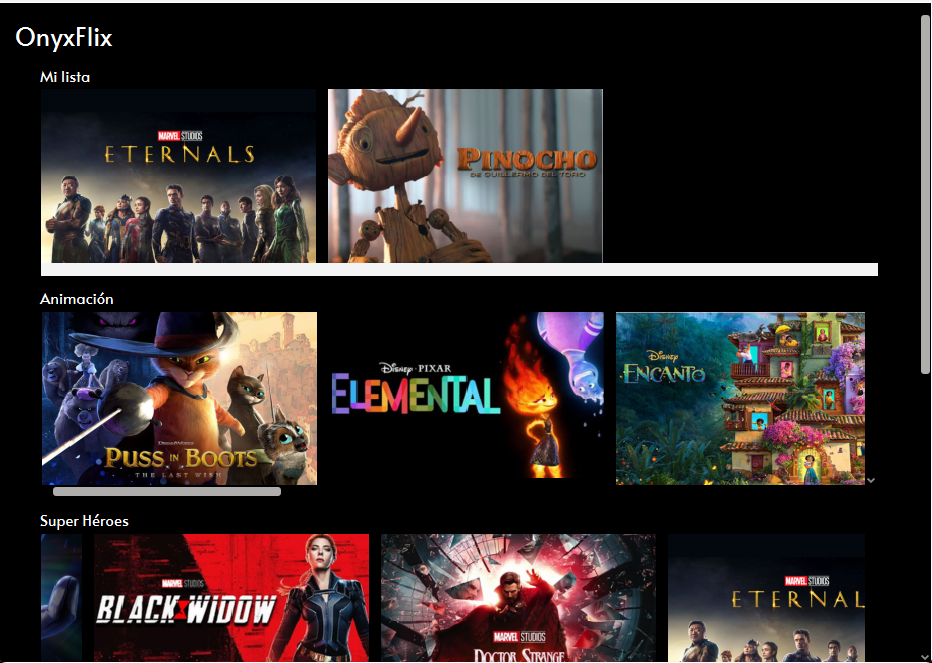 OnyxFlix
Mi lista
MARVEL STUDIOS
ETERNALS
PINOCHO
DE GUILLERMO DEL TORO
Animación
DREAMWORKS
PUSS IN BOOTS
THE LAST WISH
Disney · PIXAR
ELEMENTAL
Disney
ENCANTO
Super Héroes
MARVEL STUDIOS
BLACK WIDOW
MARVEL STUDIOS
DOCTOR STRANGE
MARVEL STUDIOS
ETERNAL